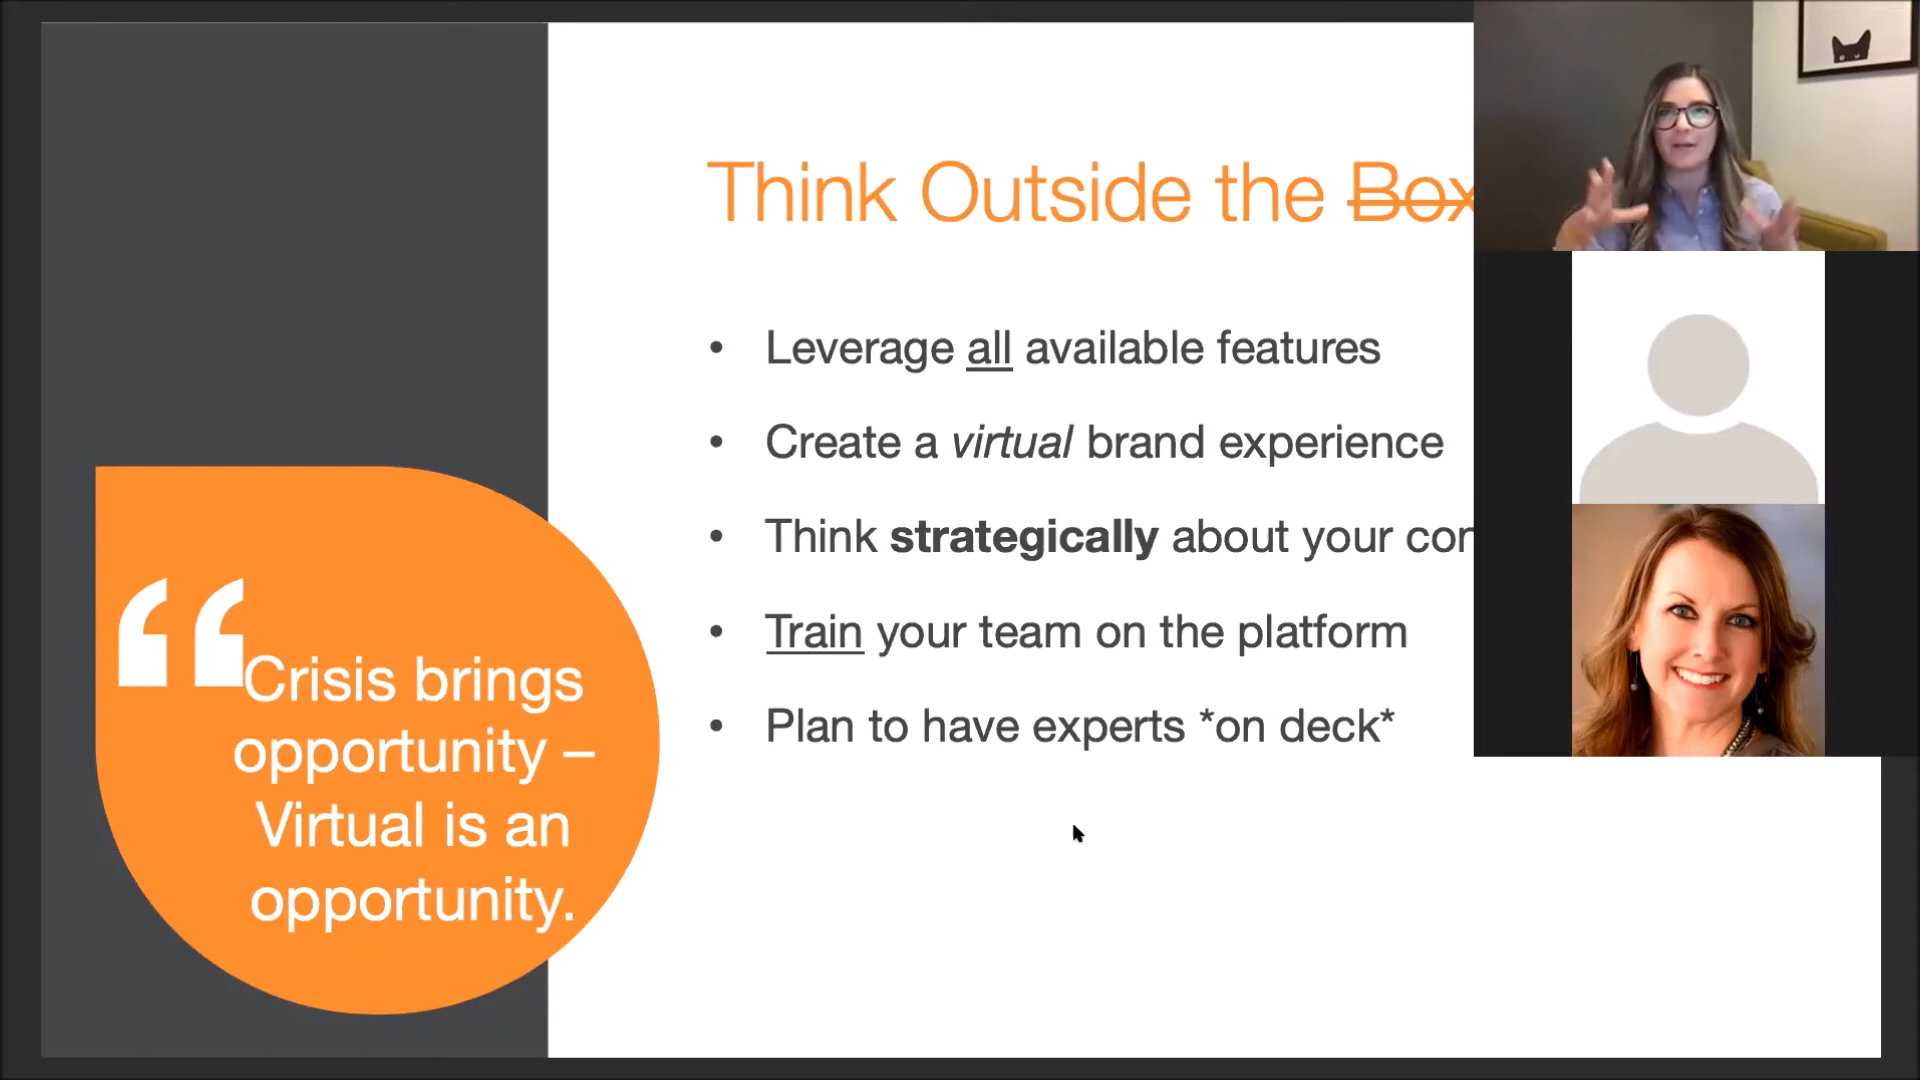 Think Outside the Box
Leverage all available features
Create a virtual brand experience
Think strategically about your
Train your team on the platform
Plan to have experts *on deck*
“
Crisis brings
opportunity –
Virtual is an
opportunity.